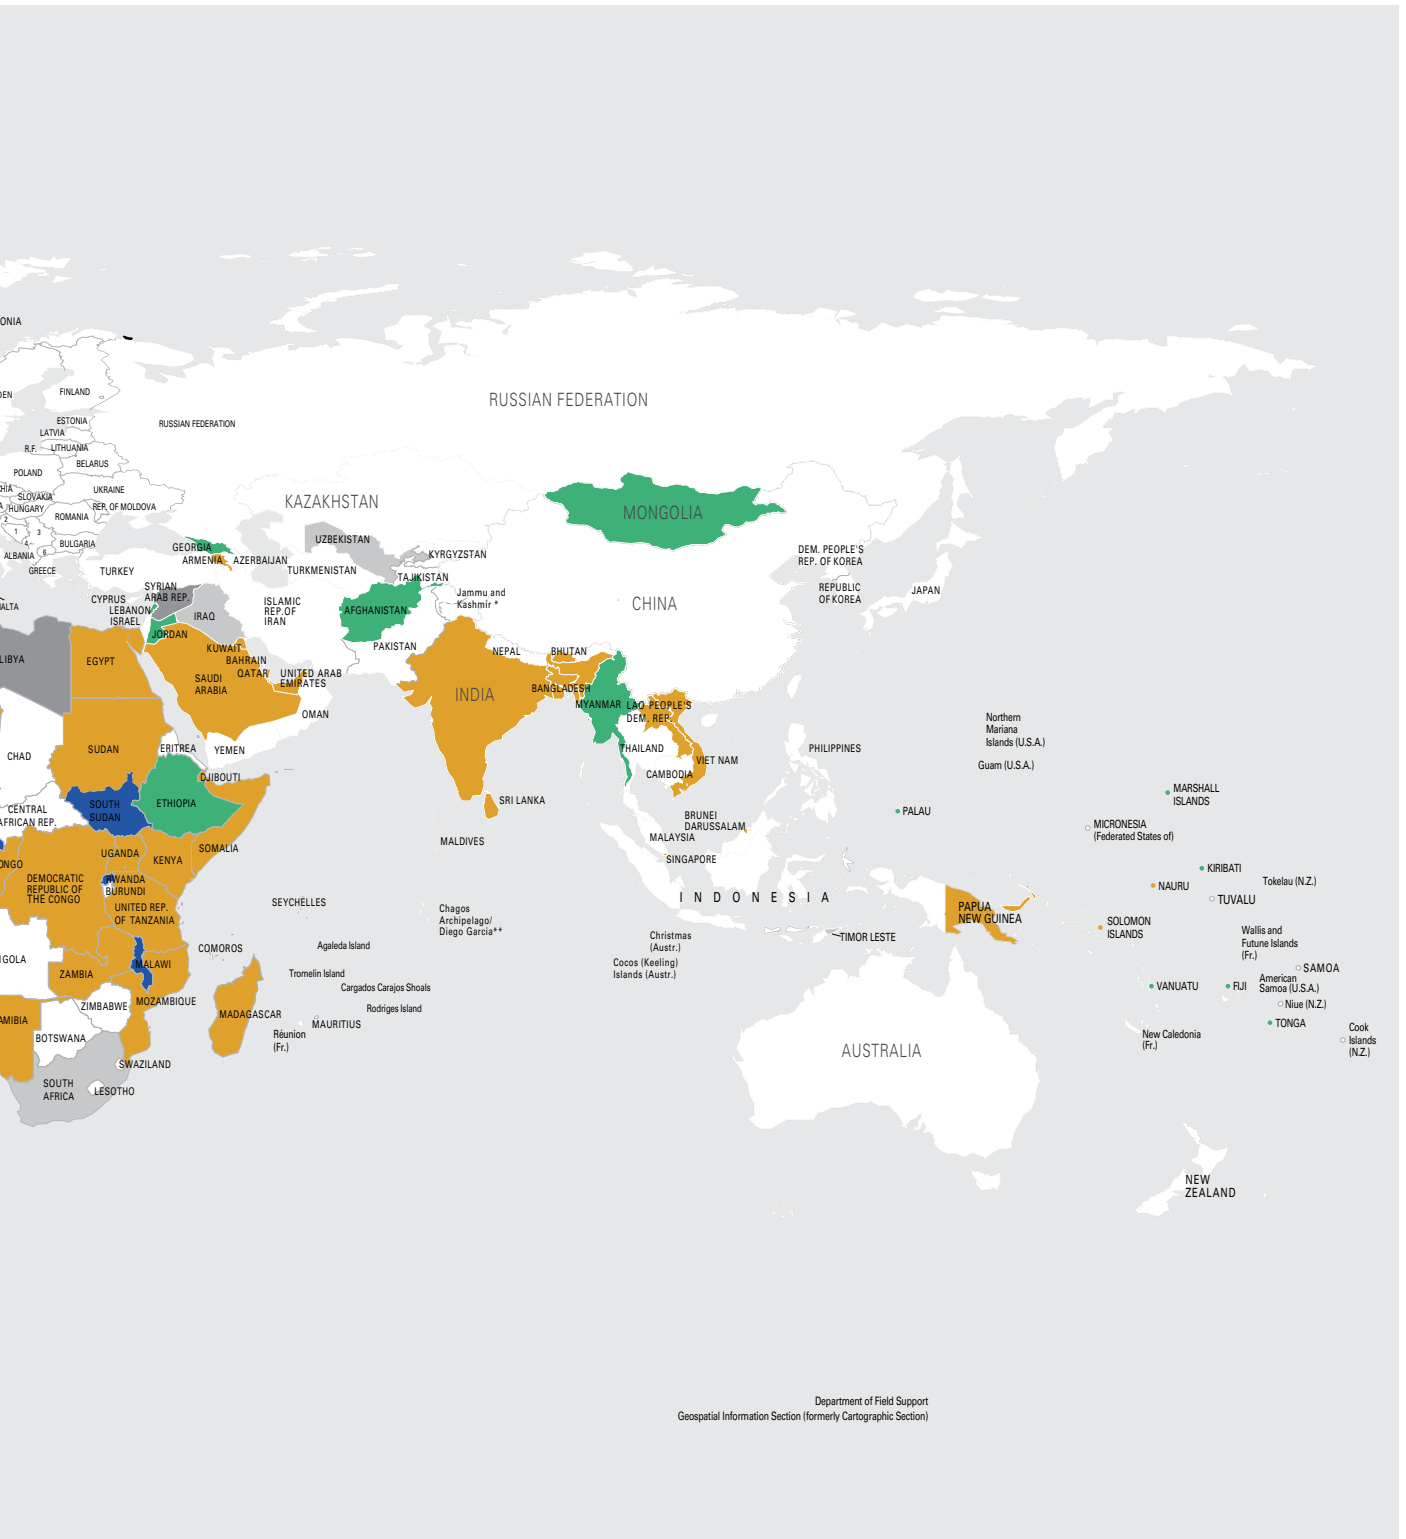 ONIA
DEN
FINLAND
RUSSIAN FEDERATION
RUSSIAN FEDERATION
ESTONIA
LATVIA
R.F.
LITHUANIA
BELARUS
POLAND
HIA
SLOVAKIA
UKRAINE
A
HUNGARY
REP. OF MOLDOVA
2
ROMANIA
1
3
4
BULGARIA
ALBANIA
6
GREECE
KAZAKHSTAN
MONGOLIA
UZBEKISTAN
GEORGIA
ARMENIA
AZERBAIJAN
KYRGYZSTAN
TURKEY
TURKMENISTAN
TAJIKISTAN
DEM. PEOPLE'S
REP. OF KOREA
REPUBLIC
OF KOREA
JAPAN
SYRIAN
ARAB REP.
CYPRUS
LEBANON
ISRAEL
MALTA
ISLAMIC
REP.OF
IRAN
IRAQ
AFGHANISTAN
Jammu and
Kashmir *
CHINA
JORDAN
KUWAIT
PAKISTAN
NEPAL
BHUTAN
LIBYA
EGYPT
BAHRAIN
QATAR
UNITED ARAB
EMIRATES
SAUDI
ARABIA
INDIA
BANGLADESH
MYANMAR
LAO PEOPLE'S
DEM. REP.
OMAN
Northern
Mariana
Islands (U.S.A.)
CHAD
SUDAN
ERITREA
YEMEN
THAILAND
VIET NAM
PHILIPPINES
Guam (U.S.A.)
DJIBOUTI
CAMBODIA
CENTRAL
AFRICAN REP.
SOUTH
SUDAN
ETHIOPIA
SRI LANKA
MARSHALL
ISLANDS
PALAU
BRUNEI
DARUSSALAM
MICRONESIA
(Federated States of)
MALDIVES
MALAYSIA
SOMALIA
UGANDA
KENYA
SINGAPORE
ONGO
KIRIBATI
DEMOCRATIC
REPUBLIC OF
THE CONGO
RWANDA
BURUNDI
NAURU
Tokelau (N.Z.)
INDONESIA
TUVALU
SEYCHELLES
UNITED REP.
OF TANZANIA
Chagos
Archipelago/
Diego Garcia**
PAPUA
NEW GUINEA
SOLOMON
ISLANDS
Wallis and
Futune Islands
(Fr.)
Christmas
(Austr.)
TIMOR LESTE
COMOROS
Agaleda Island
GOLA
MALAWI
Cocos (Keeling)
Islands (Austr.)
SAMOA
ZAMBIA
Tromelin Island
American
Samoa (U.S.A.)
Cargados Carajos Shoals
VANUATU
FIJI
ZIMBABWE
MOZAMBIQUE
Rodriges Island
Niue (N.Z.)
AMIBIA
MADAGASCAR
MAURITIUS
TONGA
BOTSWANA
Réunion
(Fr.)
New Caledonia
(Fr.)
Cook
Islands
(N.Z.)
AUSTRALIA
SWAZILAND
SOUTH
AFRICA
LESOTHO
NEW
ZEALAND
Department of Field Support
Geospatial Information Section (formerly Cartographic Section)